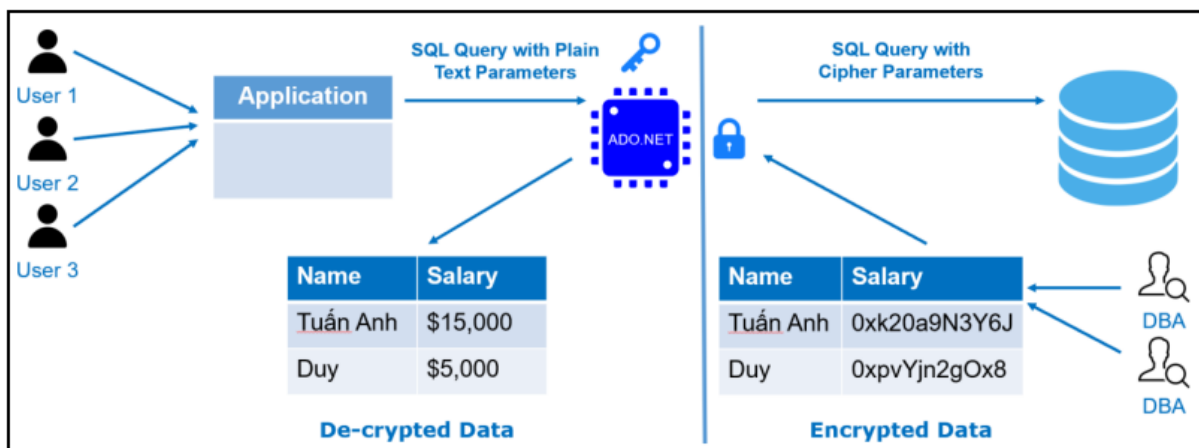 User 1
User 2
User 3
Application
SQL Query with Plain
Text Parameters
ADO.NET
SQL Query with
Cipher Parameters
Name Salary
Tuấn Anh $15,000
Duy $5,000
De-crypted Data
Name Salary
Tuấn Anh 0xk20a9N3Y6J
Duy 0xpvYjn2gOx8
DBA
DBA
Encrypted Data